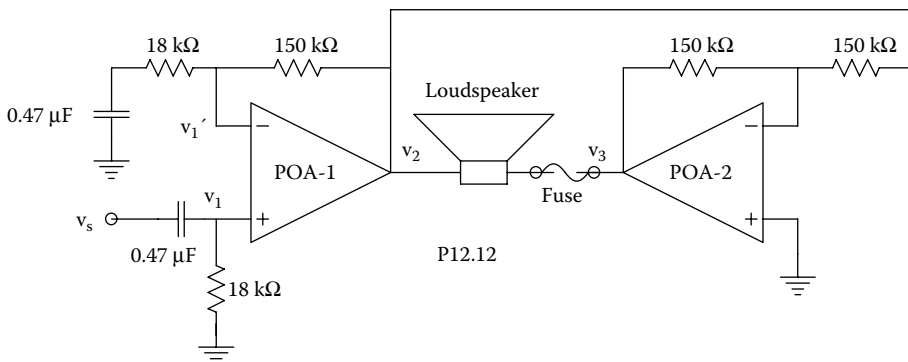 18 kΩ
150 kΩ
150 kΩ
150 kΩ
0.47 µF
Loudspeaker
v1´
−
POA-1
v2
v3
−
POA-2
Fuse
v1
+
+
vs
0.47 µF
P12.12
18 kΩ